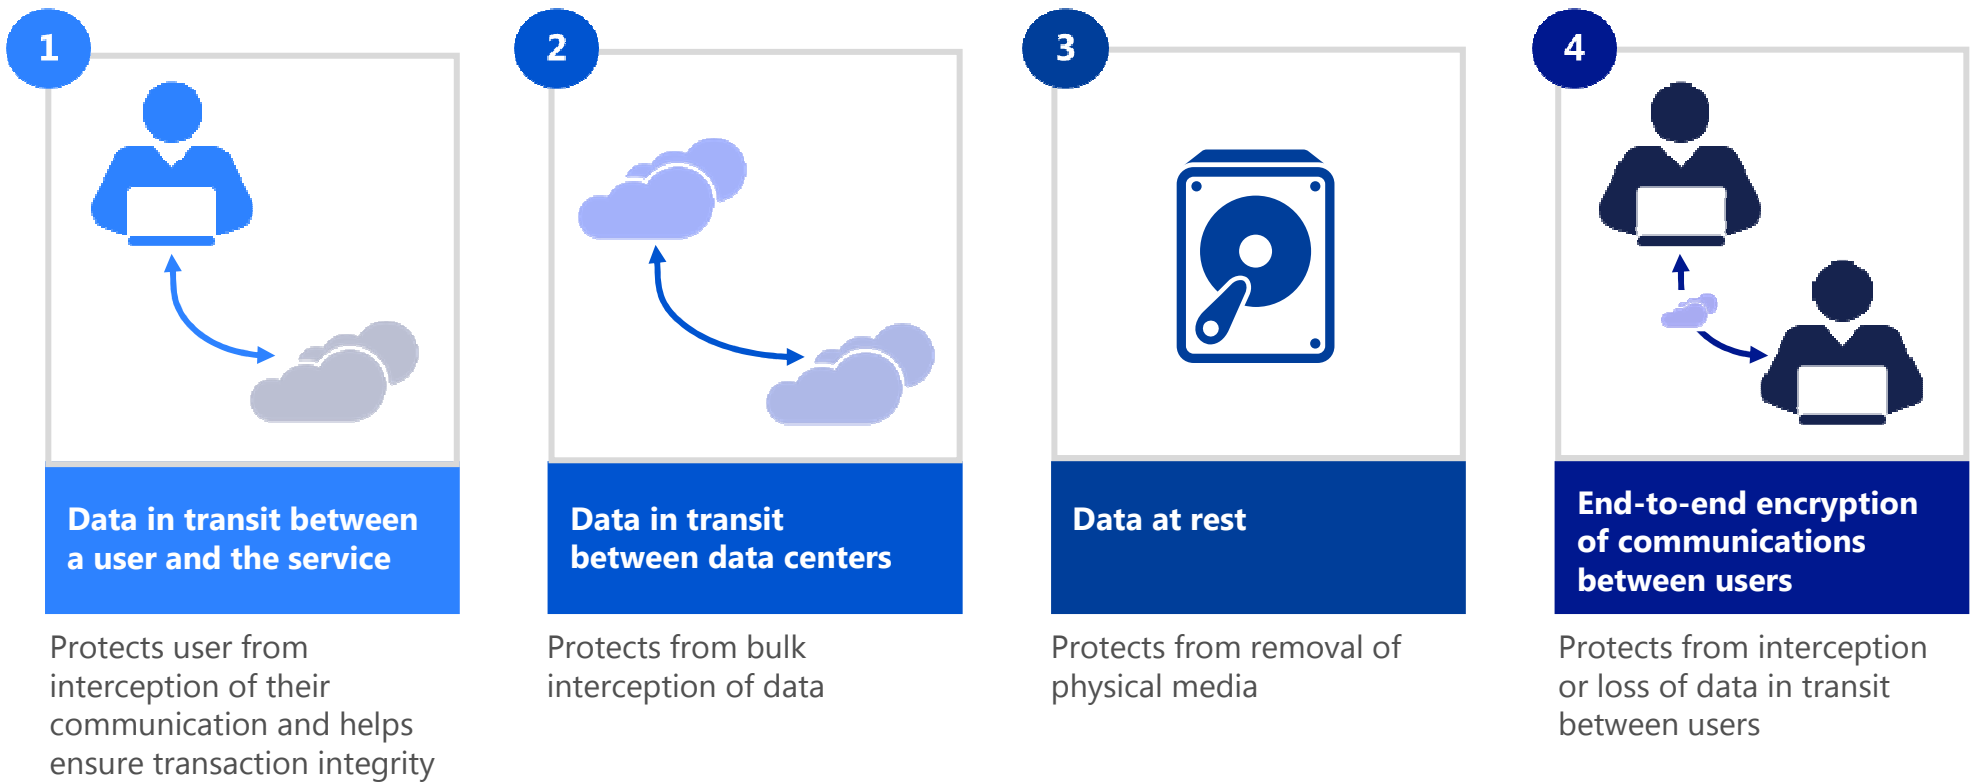 1
Data in transit between
a user and the service
Protects user from
interception of their
communication and helps
ensure transaction integrity
2
Data in transit
between data centers
Protects from bulk
interception of data
3
Data at rest
Protects from removal of
physical media
4
End-to-end encryption
of communications
between users
Protects from interception
or loss of data in transit
between users